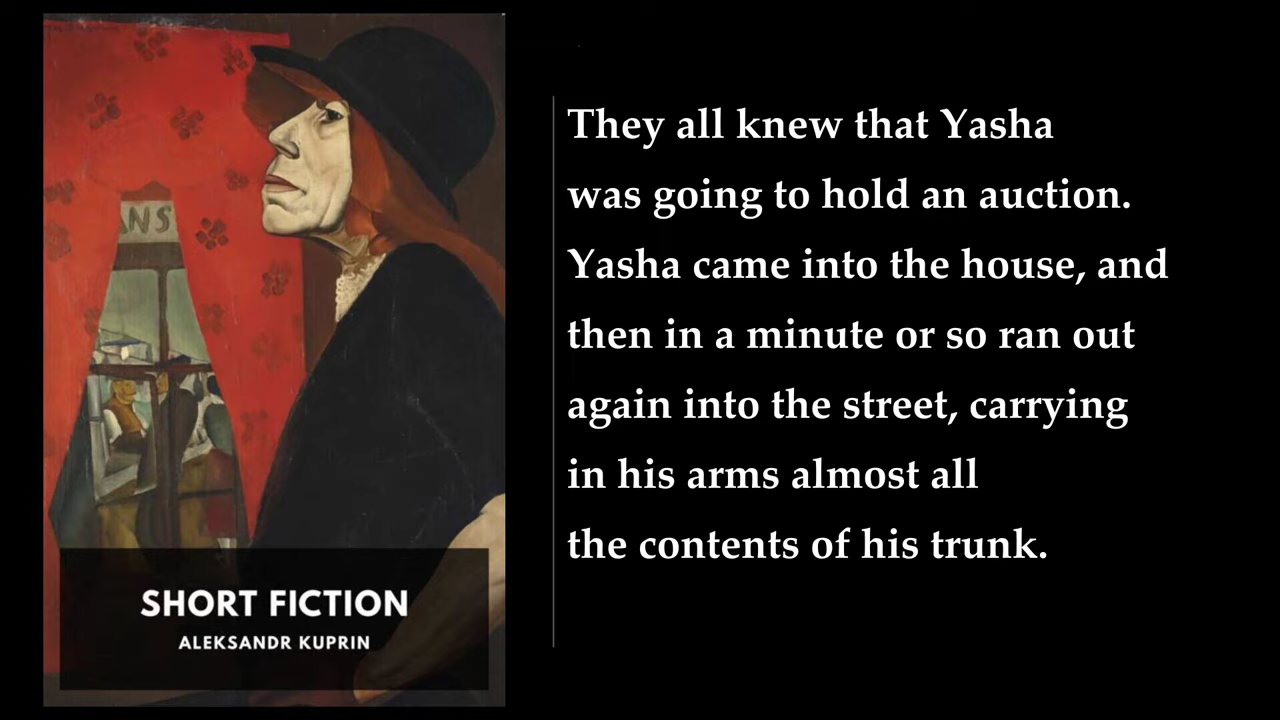 ANS
SHORT FICTION
ALEKSANDR KUPRIN
They all knew that Yasha
was going to hold an auction.
Yasha came into the house, and
then in a minute or so ran out
again into the street, carrying
in his arms almost all
the contents of his trunk.